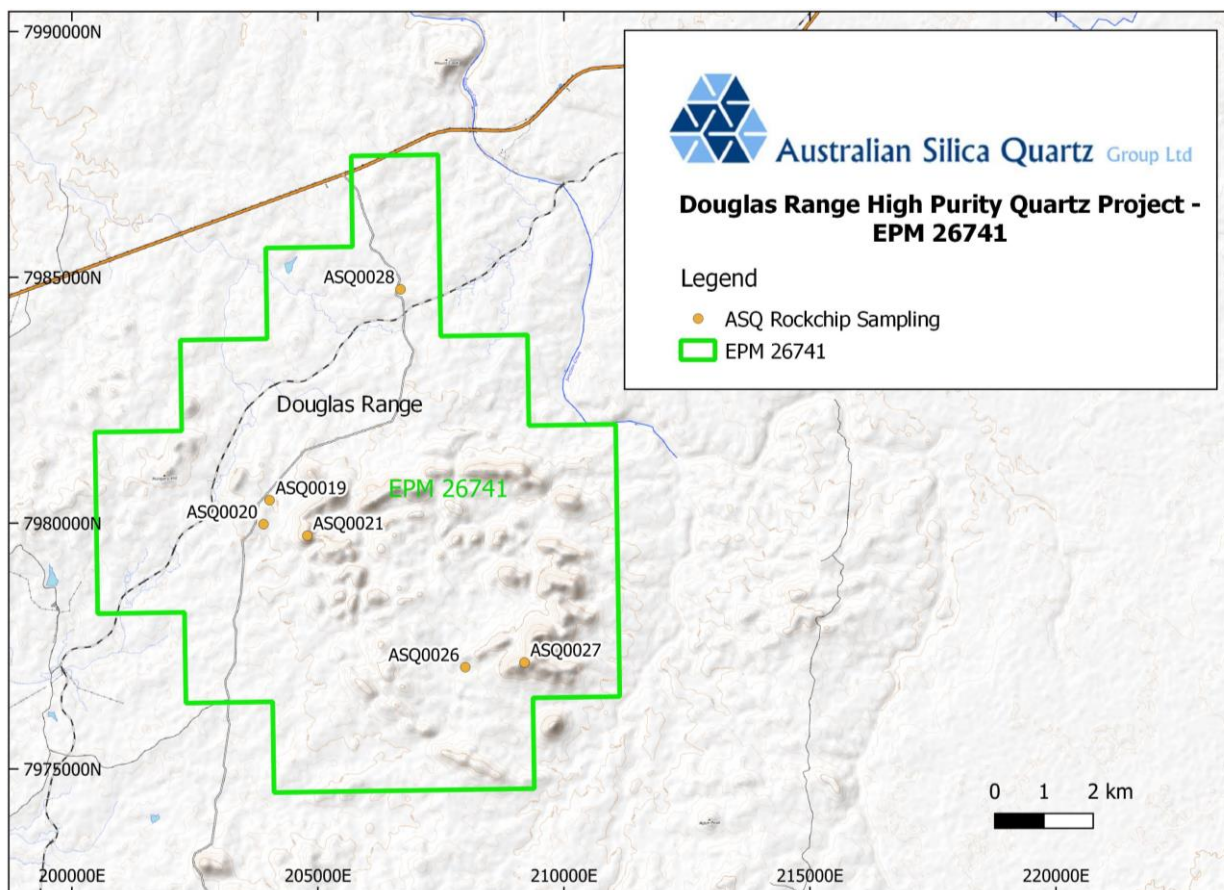 7990000N
Australian Silica Quartz Group Ltd
Douglas Range High Purity Quartz Project -
EPM 26741
Legend
ASQ Rockchip Sampling
EPM 26741
7985000N
ASQ0028
Douglas Range
EPM 26741
ASQ0019
ASQ0020
7980000N
ASQ0021
ASQ0026
ASQ0027
7975000N
0 1 2 km
200000E 205000E 210000E 215000E 220000E